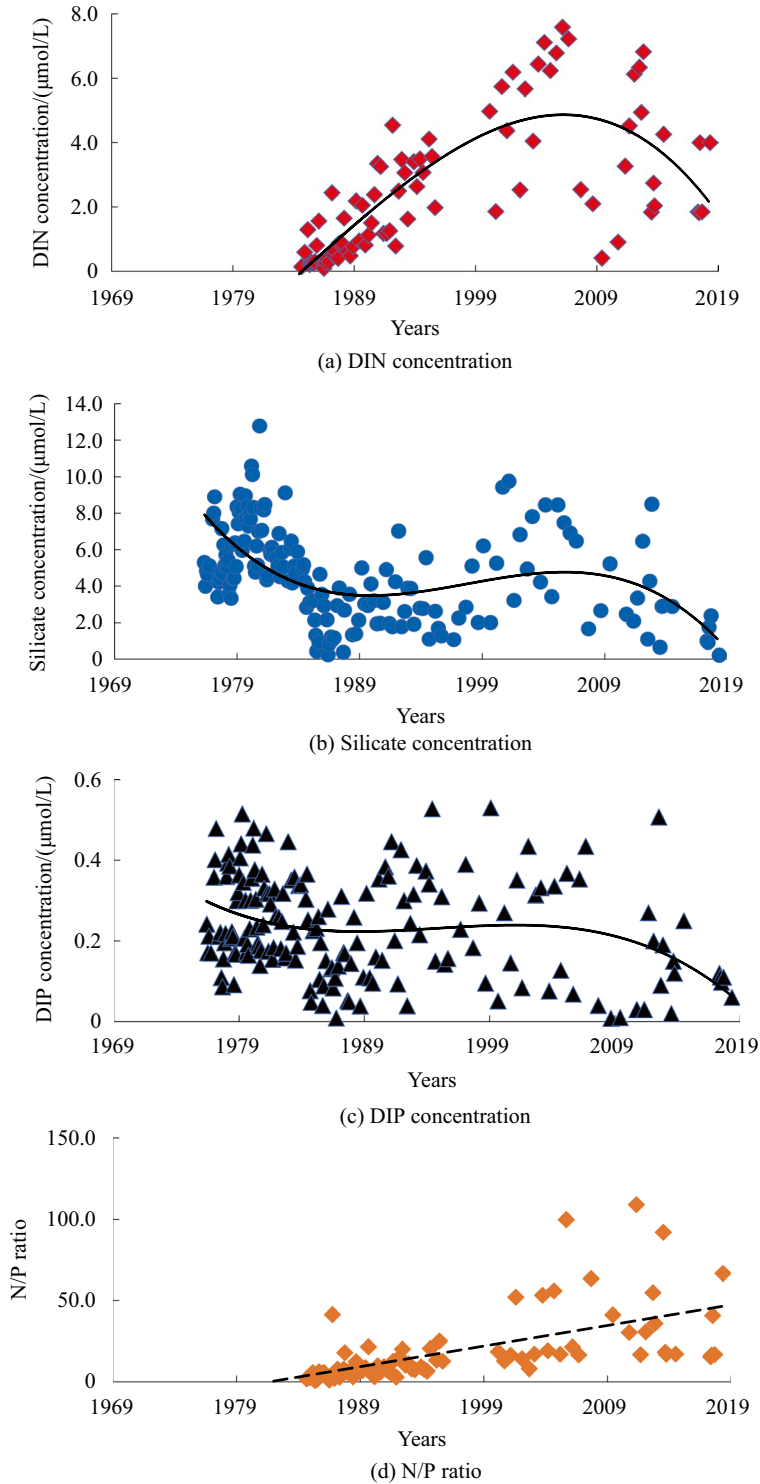 8.0
6.0
4.0
2.0
0
DIN concentration/(μmol/L)
1969 1979 1989 1999 2009 2019
Years
(a) DIN concentration
14.0
12.0
10.0
8.0
6.0
4.0
2.0
0
Silicate concentration/(μmol/L)
1969 1979 1989 1999 2009 2019
Years
(b) Silicate concentration
0.6
0.4
0.2
0
DIP concentration/(μmol/L)
1969 1979 1989 1999 2009 2019
Years
(c) DIP concentration
150.0
100.0
50.0
0
N/P ratio
1969 1979 1989 1999 2009 2019
Years
(d) N/P ratio